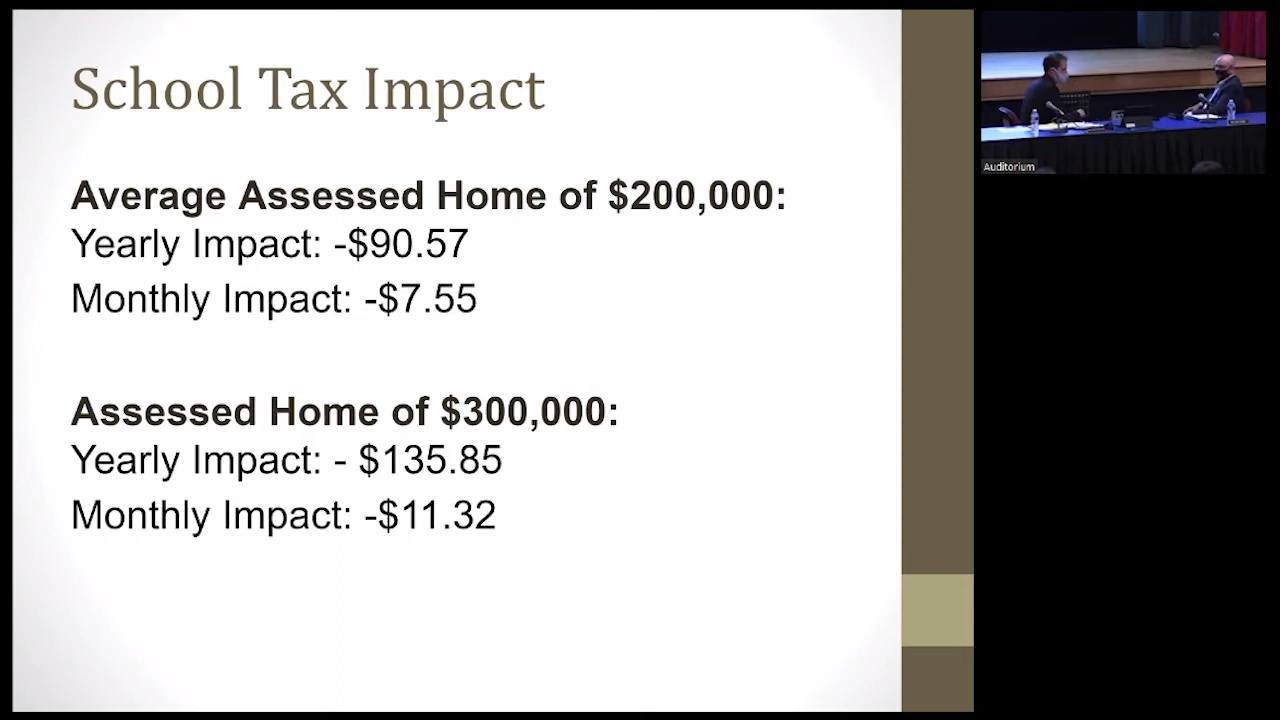 School Tax Impact
Average Assessed Home of $200,000:
Yearly Impact: -$90.57
Monthly Impact: -$7.55
Assessed Home of $300,000:
Yearly Impact: - $135.85
Monthly Impact: -$11.32
Auditorium